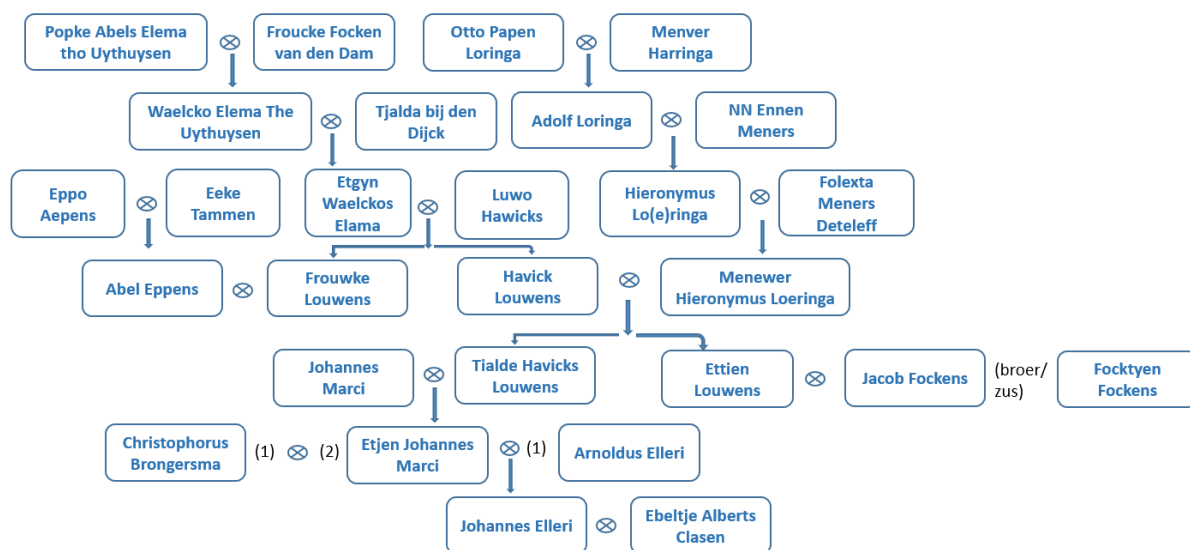 Popke Abels Elema
tho Uythuysen
Froucke Focken
van den Dam
Otto Papen
Loringa
Menver
Harringa
Waelcko Elema The
Uythuysen
Tjalda bij den
Dijck
Adolf Loringa
NN Ennen
Meners
Eppo
Aepens
Eeke
Tammen
Etgyn
Waelckos
Elama
Luwo
Hawicks
Hieronymus
Lo(e)ringa
Folexta
Meners
Deteleff
Abel Eppens
Frouwke
Louwens
Havick
Louwens
Menewer
Hieronymus Loeringa
Johannes
Marci
Tialde Havicks
Louwens
Ettien
Louwens
Jacob Fockens
(broer/
zus)
Focktyen
Fockens
Christophorus
Brongersma
(1)
(2)
Etjen Johannes
Marci
(1)
Arnoldus Elleri
Johannes Elleri
Ebeltje Alberts
Clasen